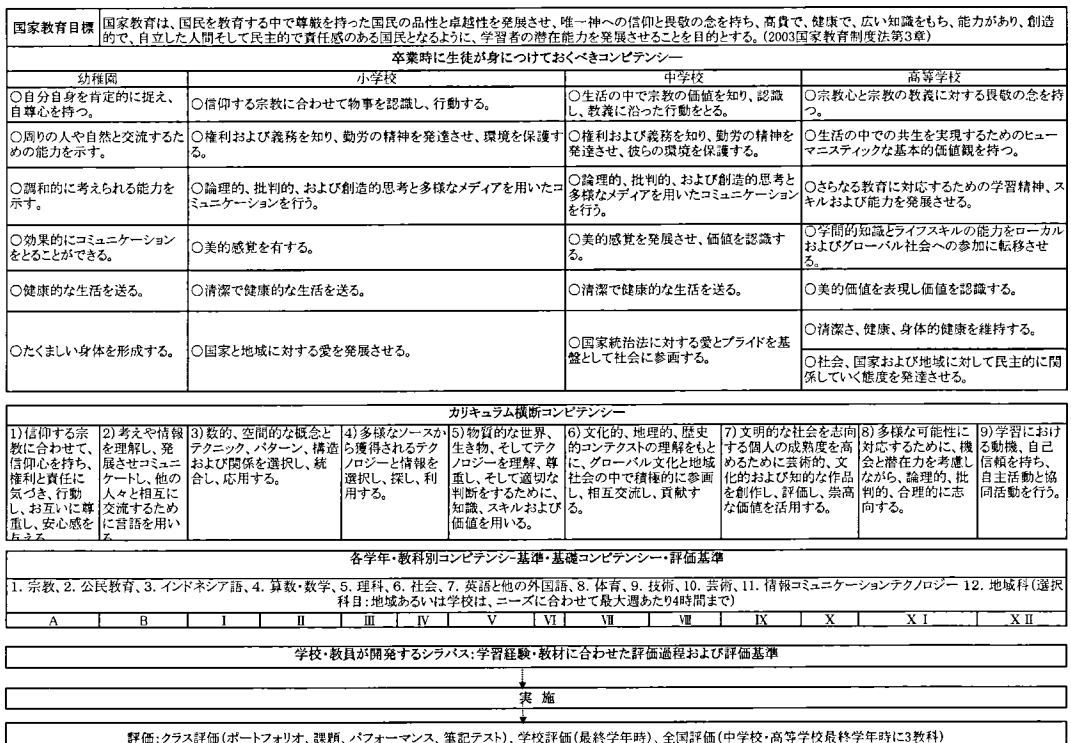 国家教育目標
国家教育は、国民を教育する中で尊厳を持った国民の品性と卓越性を発展させ、唯一神への信仰と畏敬の念を持ち、高貴で、健康で、広い知識をもち、能力があり、創造
的で、自立した人間そして民主的で責任感のある国民となるように、学習者の潜在能力を発展させることを目的とする。(2003国家教育制度法第3章)
卒業時に生徒が身につけておくべきコンピテンシー
幼稚園
小学校
中学校
高等学校
○自分自身を肯定的に捉え、
自尊心を持つ。
○信仰する宗教に合わせて物事を認識し、行動する。
○生活の中で宗教の価値を知り、認識
し、教義に沿った行動をとる。
○宗教心と宗教の教義に対する畏敬の念を持
つ。
○周りの人や自然と交流するた
めの能力を示す。
○権利および義務を知り、勤労の精神を発達させ、環境を保護す
る。
○権利および義務を知り、勤労の精神を
発達させ、彼らの環境を保護する。
○生活の中での共生を実現するためのヒュー
マニスティックな基本的価値観を持つ。
○調和的に考えられる能力を
示す。
○論理的、批判的、および創造的思考と多様なメディアを用いたコ
ミュニケーションを行う。
○論理的、批判的、および創造的思考と
多様なメディアを用いたコミュニケーション
を行う。
○さらなる教育に対応するための学習精神、ス
キルおよび能力を発展させる。
○効果的にコミュニケーション
をとることができる。
○美的感覚を有する。
○美的感覚を発展させ、価値を認識す
る。
○学問的知識とライフスキルの能力をローカル
およびグローバル社会への参加に転移させ
る。
○健康的な生活を送る。
○清潔で健康的な生活を送る。
○清潔で健康的な生活を送る。
○美的価値を表現し価値を認識する。
○たくましい身体を形成する。
○国家と地域に対する愛を発展させる。
○国家統治法に対する愛とプライドを基
盤として社会に参画する。
○清潔さ、健康、身体的健康を維持する。
○社会、国家および地域に対して民主的に関
係していく態度を発達させる。
カリキュラム横断コンピテンシー
1)信仰する宗
教に合わせて、
信仰心を持ち、
権利と責任に
気づき、行動
し、お互いに尊
重し、安心感を
与える
2)考えや情報
を理解し、発
展させコミュニ
ケートし、他の
人々と相互に
交流するため
に言語を用い
る
3)数的、空間的な概念と
テクニック、パターン、構造
および関係を選択し、統
合し、応用する。
4)多様なソースか
ら獲得されるテク
ノロジーと情報を
選択し、探し、利
用する。
5)物質的な世界、
生き物、そしてテク
ノロジーを理解、尊
重し、そして適切な
判断をするために、
知識、スキルおよび
価値を用いる。
6)文化的、地理的、歴史
的コンテクストの理解をもと
に、グローバル文化と地域
社会の中で積極的に参画
し、相互交流し、貢献す
る。
7)文明的な社会を志向
する個人の成熟度を高
めるために芸術的、文
化的および知的な作品
を創作し、評価し、崇高
な価値を活用する。
8)多様な可能性に
対応するために、機
会と潜在力を考慮し
ながら、論理的、批
判的、合理的に志
向する。
9)学習におけ
る動機、自己
信頼を持ち、
自主活動と協
同活動を行う。
各学年・教科別コンピテンシー基準・基礎コンピテンシー・評価基準
1. 宗教、2. 公民教育、3. インドネシア語、4. 算数・数学、5. 理科、6. 社会、7. 英語と他の外国語、8. 体育、9. 技術、10. 芸術、11. 情報コミュニケーションテクノロジー 12. 地域科(選択
科目:地域あるいは学校は、ニーズに合わせて最大週あたり4時間まで)
A B Ⅰ Ⅱ Ⅲ Ⅳ Ⅴ Ⅵ Ⅶ Ⅷ Ⅸ Ⅹ ⅩⅠ ⅩⅡ
学校・教員が開発するシラバス:学習経験・教材に合わせた評価過程および評価基準
実 施
評価:クラス評価(ポートフォリオ、課題、パフォーマンス、筆記テスト)、学校評価(最終学年時)、全国評価(中学校・高等学校最終学年時に3教科)